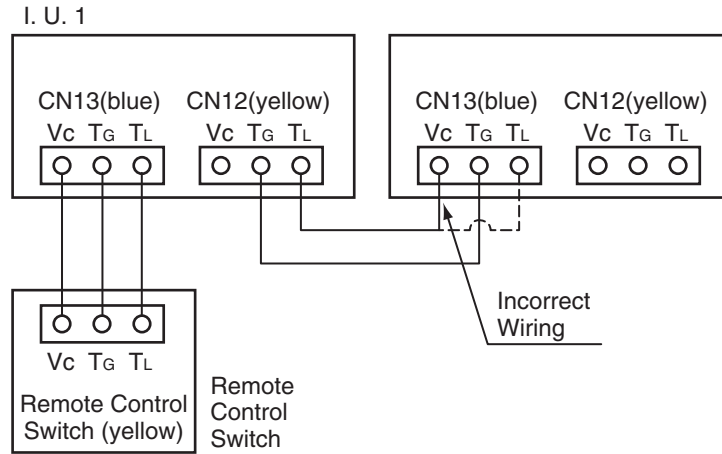 I. U. 1
CN13(blue) CN12(yellow)
Vc TG TL Vc TG TL
CN13(blue) CN12(yellow)
Vc TG TL Vc TG TL
Incorrect
Wiring
Vc TG TL
Remote Control
Switch (yellow)
Remote
Control
Switch